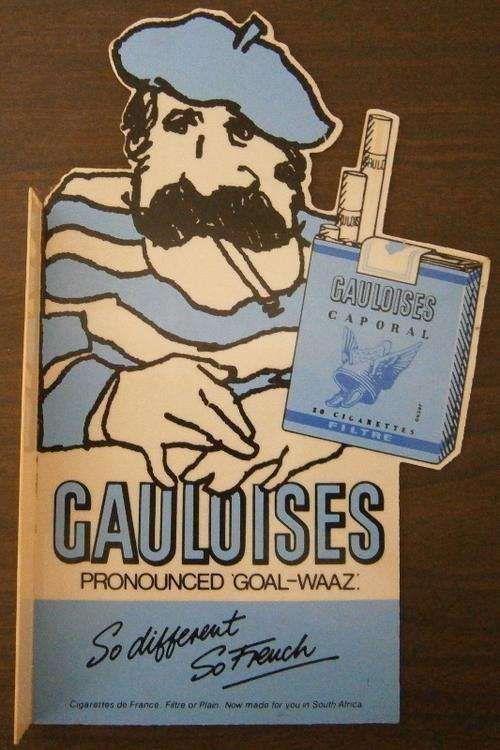 GAULOISES
CAPORAL
20 CIGARETTES
FILTRE
GAULOISES
PRONOUNCED 'GOAL-WAAZ'.
So different
So French
Cigarettes de France. Filtre or Plain. Now made for you in South Africa